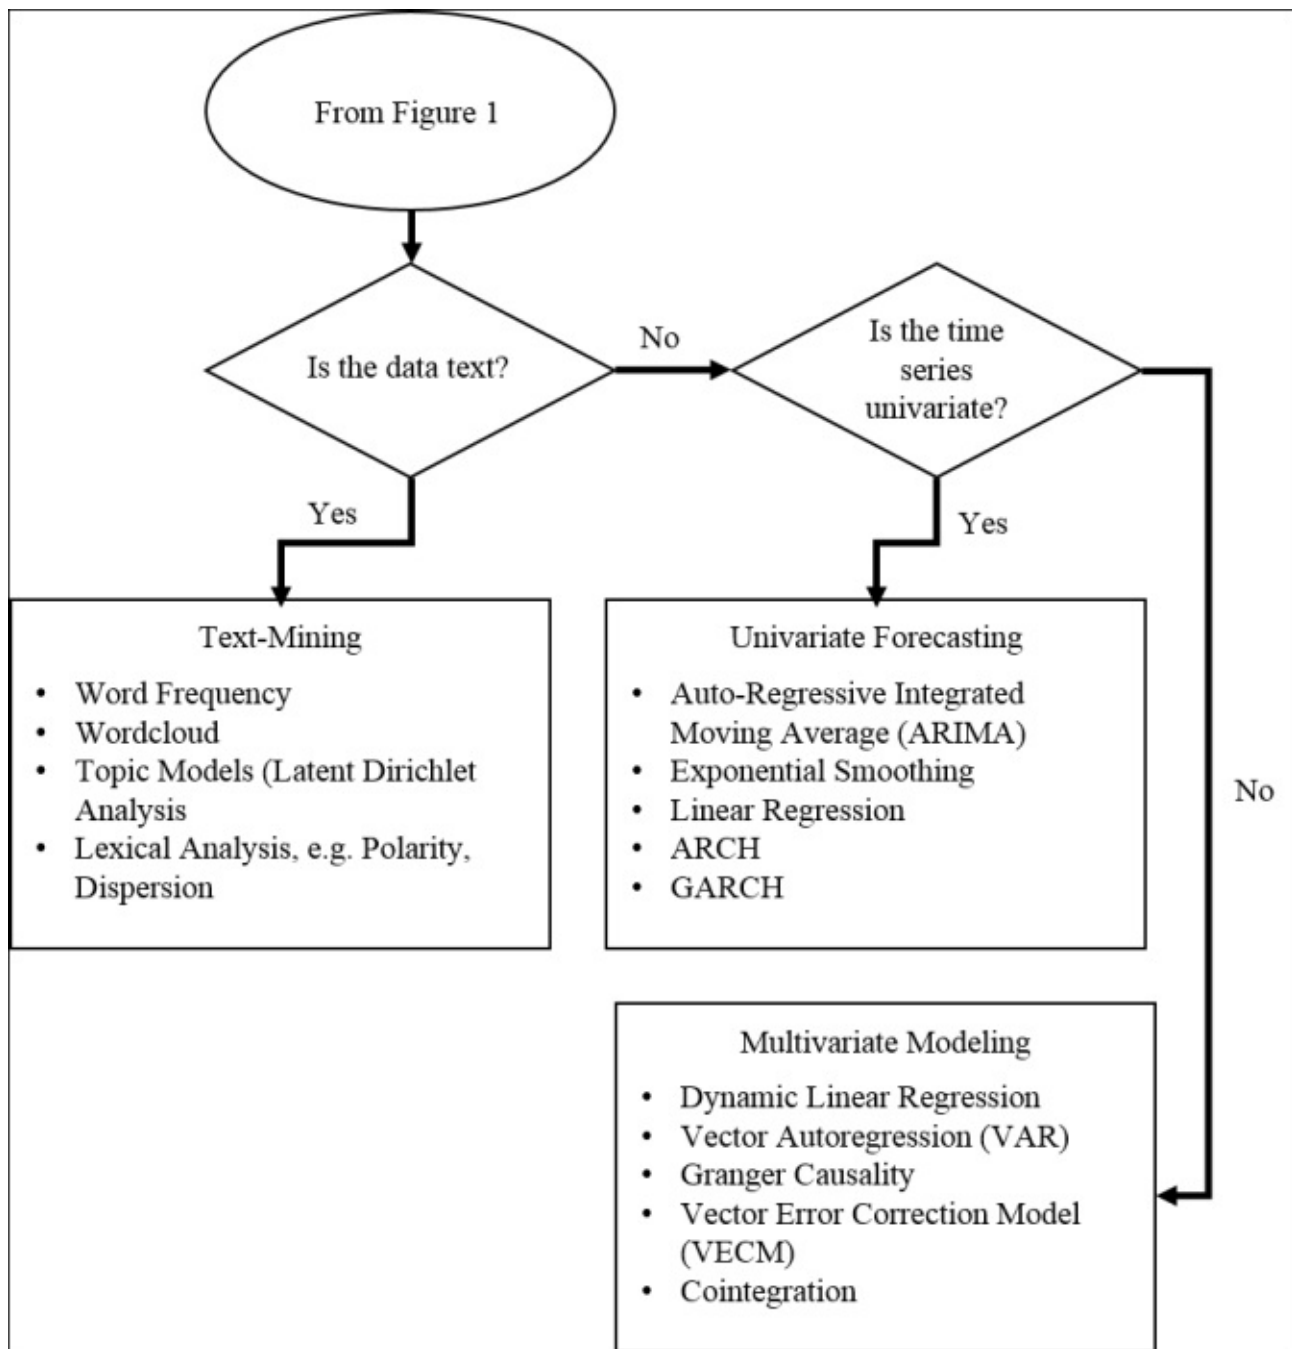 From Figure 1
Is the data text?
No
Is the time
series
univariate?
Yes
Yes
No
Text-Mining
• Word Frequency
• Wordcloud
• Topic Models (Latent Dirichlet
Analysis
• Lexical Analysis, e.g. Polarity,
Dispersion
Univariate Forecasting
• Auto-Regressive Integrated
Moving Average (ARIMA)
• Exponential Smoothing
• Linear Regression
• ARCH
• GARCH
Multivariate Modeling
• Dynamic Linear Regression
• Vector Autoregression (VAR)
• Granger Causality
• Vector Error Correction Model
(VECM)
• Cointegration